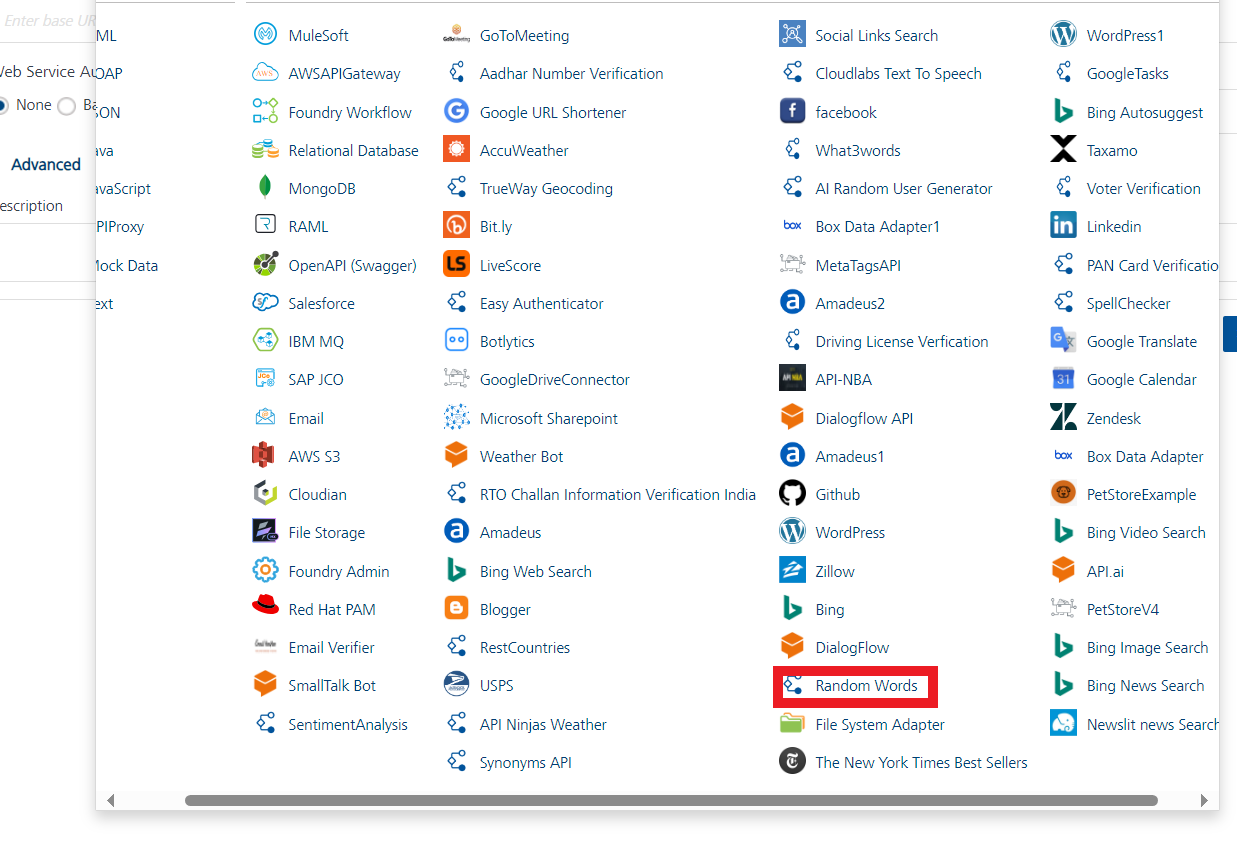 Enter base UR
Web Service Au
None
Ba
Advanced
escription
ML
OAP
SON
ava
avaScript
PIProxy
Mock Data
ext
MuleSoft
AWSAPIGateway
Foundry Workflow
Relational Database
MongoDB
RAML
OpenAPI (Swagger)
Salesforce
IBM MQ
SAP JCO
Email
AWS S3
Cloudian
File Storage
Foundry Admin
Red Hat PAM
Email Verifier
SmallTalk Bot
SentimentAnalysis
GoToMeeting
Aadhar Number Verification
Google URL Shortener
AccuWeather
TrueWay Geocoding
Bit.ly
LiveScore
Easy Authenticator
Botlytics
GoogleDriveConnector
Microsoft Sharepoint
Weather Bot
RTO Challan Information Verification India
Amadeus
Bing Web Search
Blogger
RestCountries
USPS
API Ninjas Weather
Synonyms API
Social Links Search
Cloudlabs Text To Speech
facebook
What3words
AI Random User Generator
Box Data Adapter1
MetaTagsAPI
Amadeus2
Driving License Verfication
API-NBA
Dialogflow API
Amadeus1
Github
WordPress
Zillow
Bing
DialogFlow
Random Words
File System Adapter
The New York Times Best Sellers
WordPress1
GoogleTasks
Bing Autosuggest
Taxamo
Voter Verification
Linkedin
PAN Card Verificatio
SpellChecker
Google Translate
Google Calendar
Zendesk
Box Data Adapter
PetStoreExample
Bing Video Search
API.ai
PetStoreV4
Bing Image Search
Bing News Search
Newslit news Search